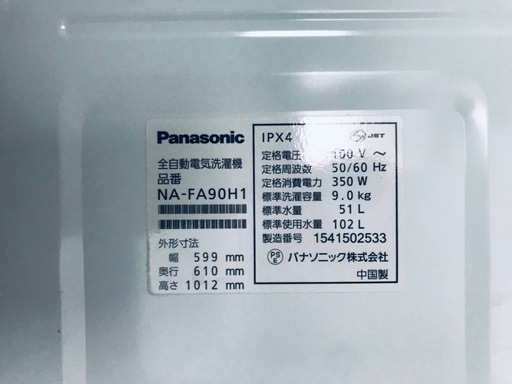 Panasonic
全自動電気洗濯機
品番
NA-FA90H1
外形寸法
幅 599 mm
奥行 610 mm
高さ 1012 mm
IPX4 JET
定格電圧 100 V ～
定格周波数 50/60 Hz
定格消費電力 350 W
標準洗濯容量 9.0 kg
標準水量 51 L
標準使用水量 102 L
製造番号 1541502533
PS E パナソニック株式会社
中国製